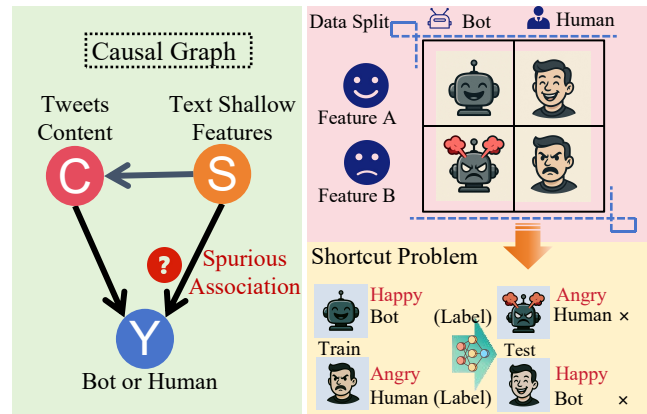 Causal Graph
Tweets
Content
Text Shallow
Features
C
S
?
Spurious
Association
Y
Bot or Human
Data Split
Bot
Human
Feature A
Feature B
Shortcut Problem
Happy
Bot (Label)
Train
Angry
Human (Label)
Angry
Human ×
Test
Happy
Bot ×